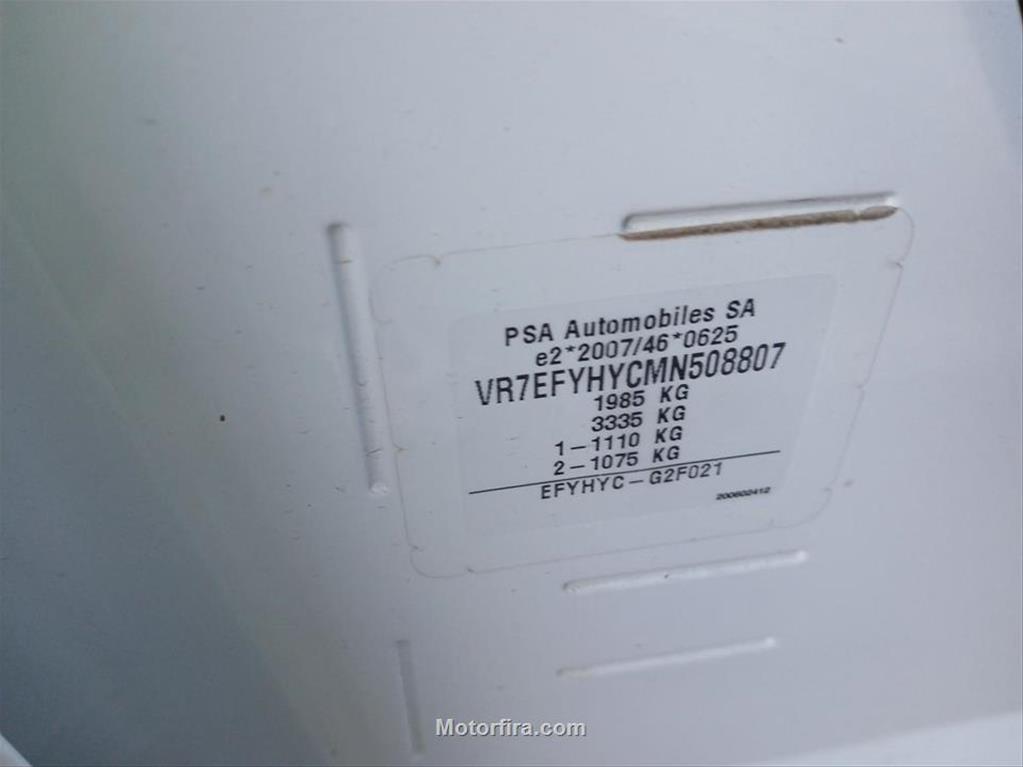 PSA Automobiles SA
e2*2007/46*0625
VR7EFYHYCMN508807
1985 KG
3335 KG
1-1110 KG
2-1075 KG
EFYHYC-G2F021
200602412
Motorfira.com